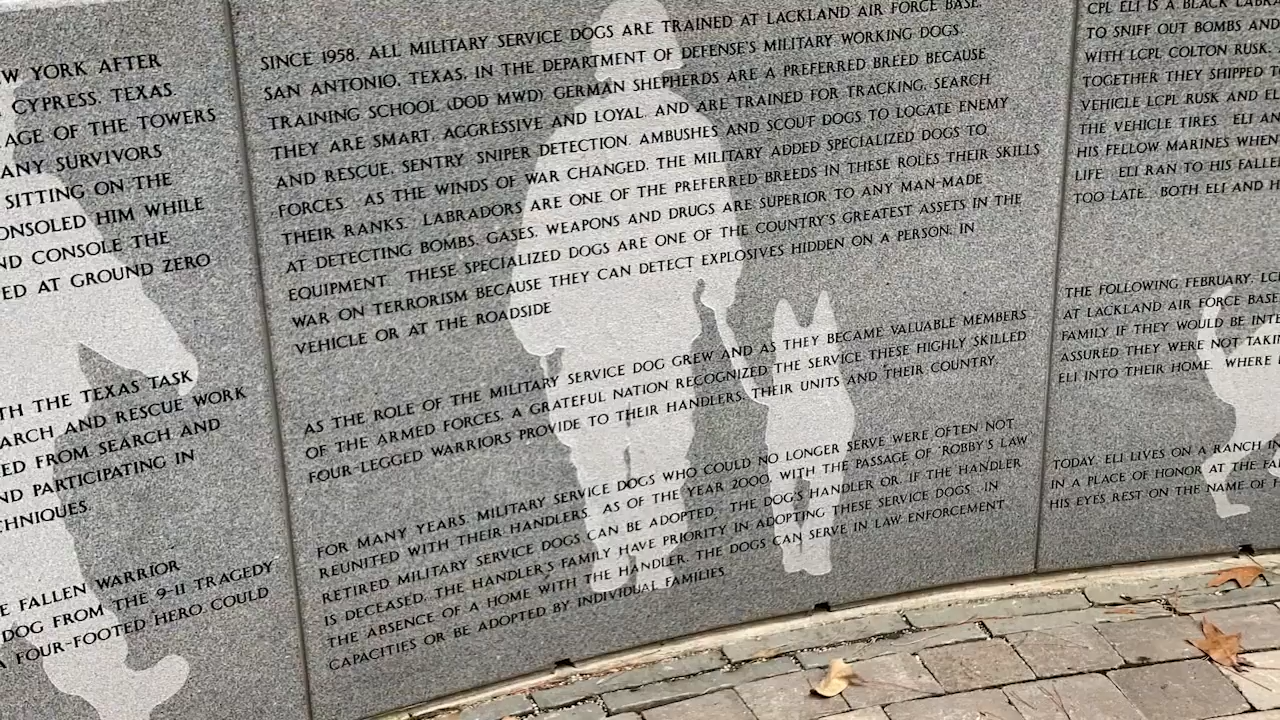 W YORK AFTER
CYPRESS, TEXAS
AGE OF THE TOWERS
ANY SURVIVORS
SITTING ON THE
ONSOLED HIM WHILE
ND CONSOLE THE
ED AT GROUND ZERO
TH THE TEXAS TASK
ARCH AND RESCUE WORK
ED FROM SEARCH AND
ND PARTICIPATING IN
CHNIQUES
E FALLEN WARRIOR
DOG FROM THE 9-11 TRAGEDY
A FOUR-FOOTED HERO COULD
SINCE 1958, ALL MILITARY SERVICE DOGS ARE TRAINED AT LACKLAND AIR FORCE BASE,
SAN ANTONIO, TEXAS, IN THE DEPARTMENT OF DEFENSE'S MILITARY WORKING DOGS
TRAINING SCHOOL (DOD MWD) GERMAN SHEPHERDS ARE A PREFERRED BREED BECAUSE
THEY ARE SMART, AGGRESSIVE AND LOYAL, AND ARE TRAINED FOR TRACKING, SEARCH
AND RESCUE, SENTRY, SNIPER DETECTION, AMBUSHES AND SCOUT DOGS TO LOCATE ENEMY
FORCES. AS THE WINDS OF WAR CHANGED, THE MILITARY ADDED SPECIALIZED DOGS TO
THEIR RANKS. LABRADORS ARE ONE OF THE PREFERRED BREEDS IN THESE ROLES THEIR SKILLS
AT DETECTING BOMBS, GASES, WEAPONS AND DRUGS ARE SUPERIOR TO ANY MAN-MADE
EQUIPMENT. THESE SPECIALIZED DOGS ARE ONE OF THE COUNTRY'S GREATEST ASSETS IN THE
WAR ON TERRORISM BECAUSE THEY CAN DETECT EXPLOSIVES HIDDEN ON A PERSON, IN
VEHICLE OR AT THE ROADSIDE
AS THE ROLE OF THE MILITARY SERVICE DOG GREW AND AS THEY BECAME VALUABLE MEMBERS
OF THE ARMED FORCES, A GRATEFUL NATION RECOGNIZED THE SERVICE THESE HIGHLY SKILLED
FOUR-LEGGED WARRIORS PROVIDE TO THEIR HANDLERS, THEIR UNITS AND THEIR COUNTRY.
FOR MANY YEARS, MILITARY SERVICE DOGS WHO COULD NO LONGER SERVE WERE OFTEN NOT
REUNITED WITH THEIR HANDLERS. AS OF THE YEAR 2000, WITH THE PASSAGE OF ROBBY'S LAW
RETIRED MILITARY SERVICE DOGS CAN BE ADOPTED. THE DOG'S HANDLER OR, IF THE HANDLER
IS DECEASED, THE HANDLER'S FAMILY HAVE PRIORITY IN ADOPTING THESE SERVICE DOGS. IN
THE ABSENCE OF A HOME WITH THE HANDLER, THE DOGS CAN SERVE IN LAW ENFORCEMENT
CAPACITIES OR BE ADOPTED BY INDIVIDUAL FAMILIES.
CPL ELI IS A BLACK LABRA
TO SNIFF OUT BOMBS AND
WITH LCPL COLTON RUSK.
TOGETHER THEY SHIPPED T
VEHICLE LCPL RUSK AND EL
THE VEHICLE TIRES. ELI AN
HIS FELLOW MARINES WHEN
LIFE. ELI RAN TO HIS FALLE
TOO LATE. BOTH ELI AND H
THE FOLLOWING FEBRUARY, LC
AT LACKLAND AIR FORCE BASE
FAMILY IF THEY WOULD BE INTE
ASSURED THEY WERE NOT TAKI
ELI INTO THEIR HOME. WHERE
TODAY, ELI LIVES ON A RANCH IN
IN A PLACE OF HONOR AT THE FA
HIS EYES REST ON THE NAME OF